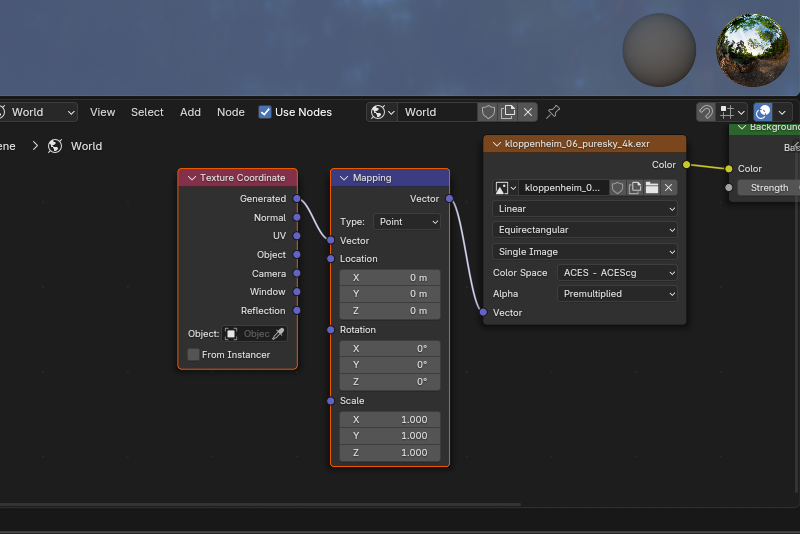 World View Select Add Node Use Nodes World
ene > World
Background
Texture Coordinate
Generated
Normal
UV
Object
Camera
Window
Reflection
Object: Objec
From Instancer
Mapping
Vector
Type: Point
Vector
Location
X 0 m
Y 0 m
Z 0 m
Rotation
X 0°
Y 0°
Z 0°
Scale
X 1.000
Y 1.000
Z 1.000
kloppenheim_06_puresky_4k.exr
Color
kloppenheim_0...
Linear
Equirectangular
Single Image
Color Space ACES - ACEScg
Alpha Premultiplied
Vector
Color
Strength